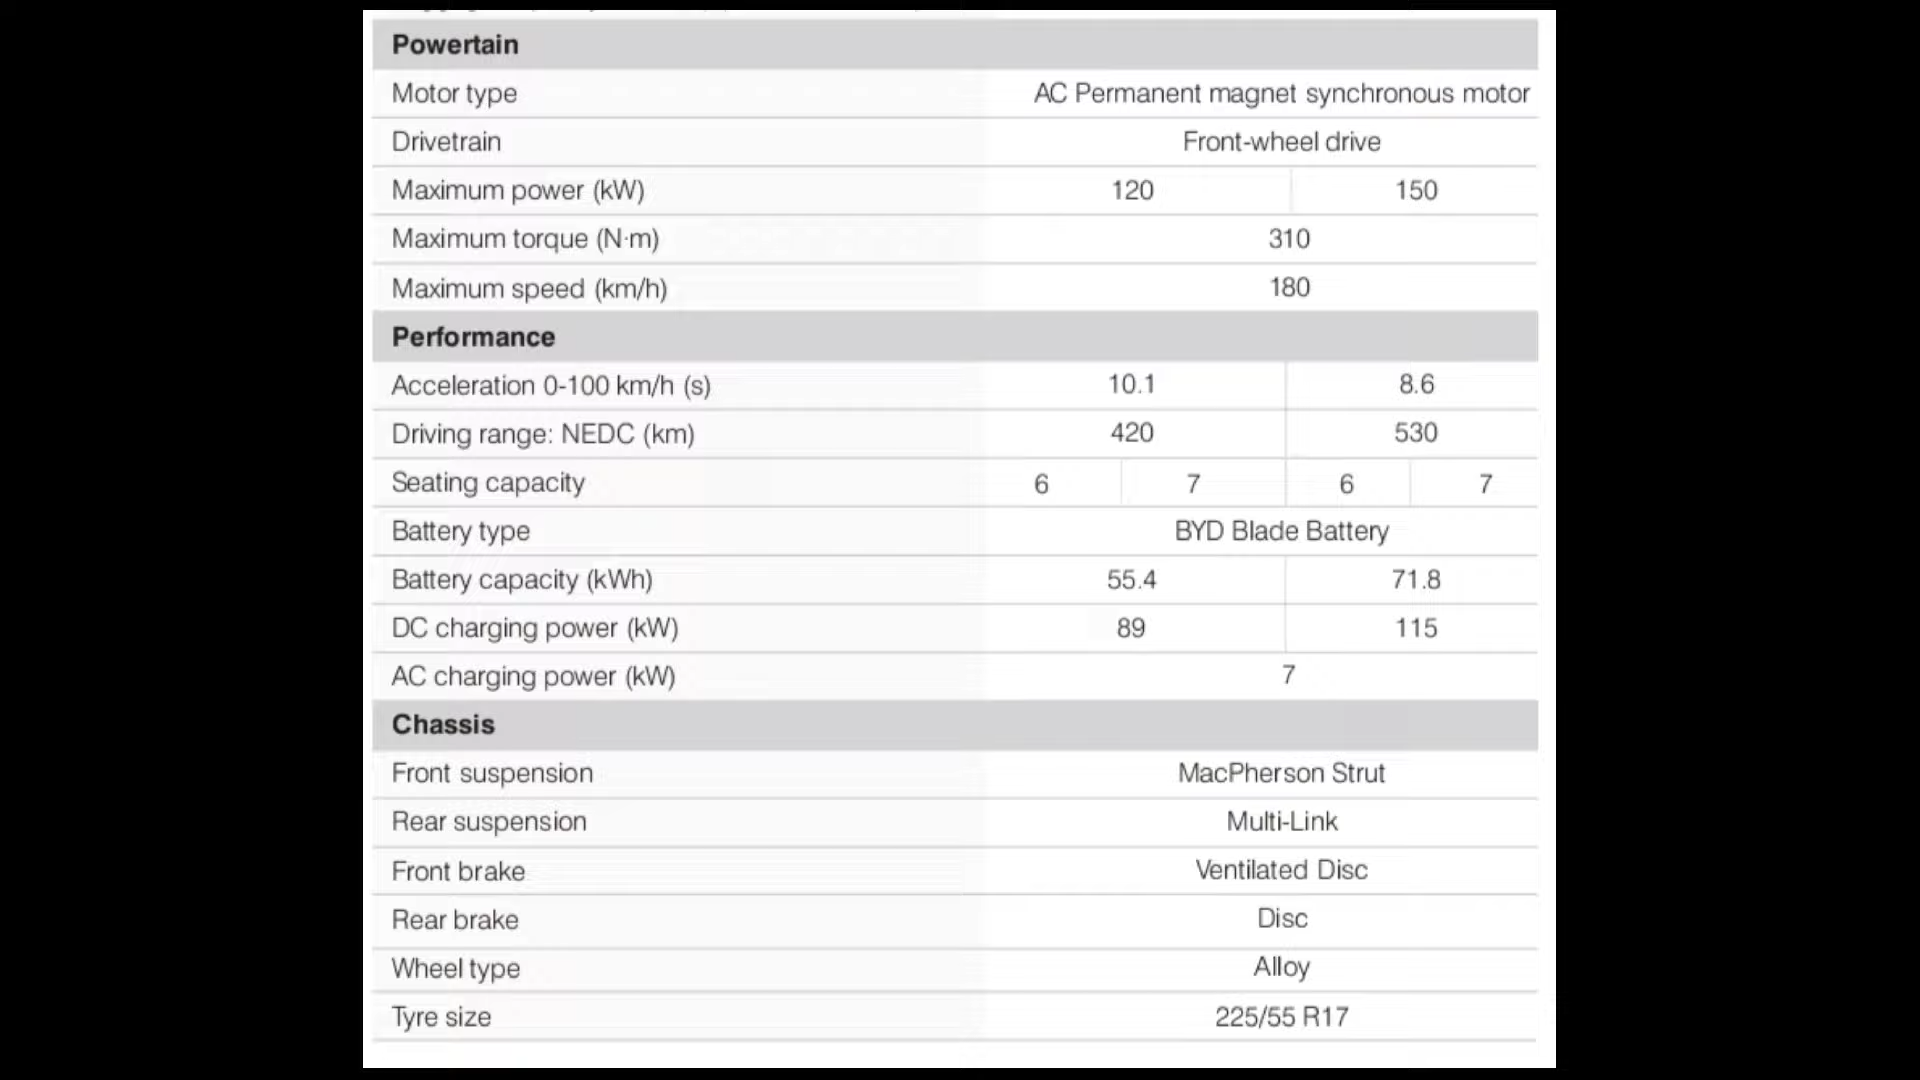 Powertain
Motor type AC Permanent magnet synchronous motor
Drivetrain Front-wheel drive
Maximum power (kW) 120 150
Maximum torque (N·m) 310
Maximum speed (km/h) 180
Performance
Acceleration 0-100 km/h (s) 10.1 8.6
Driving range: NEDC (km) 420 530
Seating capacity 6 7 6 7
Battery type BYD Blade Battery
Battery capacity (kWh) 55.4 71.8
DC charging power (kW) 89 115
AC charging power (kW) 7
Chassis
Front suspension MacPherson Strut
Rear suspension Multi-Link
Front brake Ventilated Disc
Rear brake Disc
Wheel type Alloy
Tyre size 225/55 R17